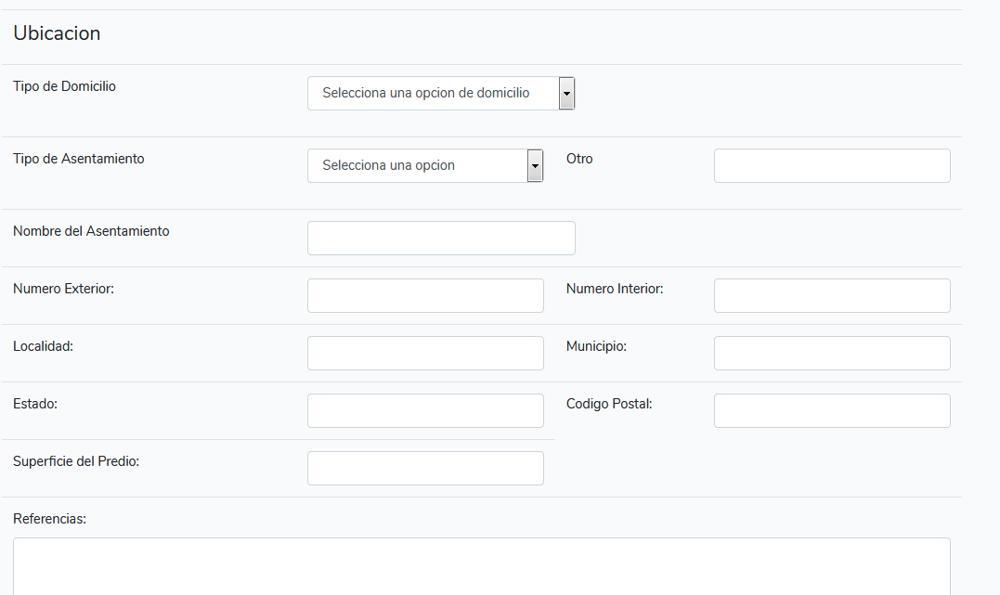 Ubicacion
Tipo de Domicilio
Selecciona una opcion de domicilio
Tipo de Asentamiento
Selecciona una opcion
Otro
Nombre del Asentamiento
Numero Exterior:
Numero Interior:
Localidad:
Municipio:
Estado:
Codigo Postal:
Superficie del Predio:
Referencias: